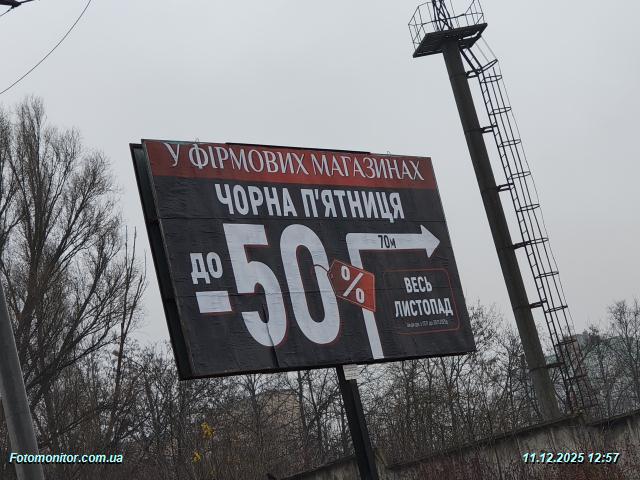 У ФІРМОВИХ МАГАЗИНАХ
ЧОРНА П'ЯТНИЦЯ
ДО -50%
70м
ВЕСЬ
ЛИСТОПАД
Fotomonitor.com.ua
11.12.2025 12:57